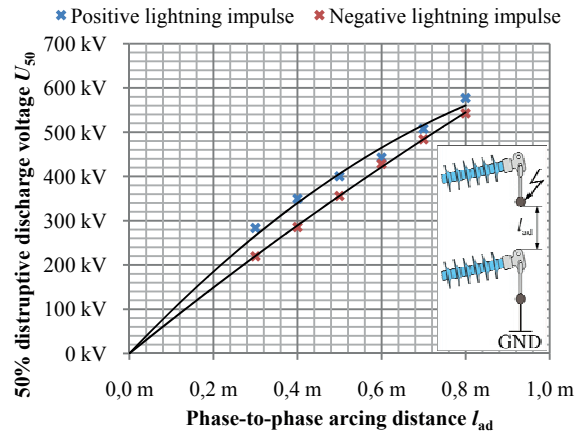 Positive lightning impulse
Negative lightning impulse
50% distruptive discharge voltage U50
700 kV
600 kV
500 kV
400 kV
300 kV
200 kV
100 kV
0 kV
0,0 m
0,2 m
0,4 m
0,6 m
0,8 m
1,0 m
GND
Phase-to-phase arcing distance lad